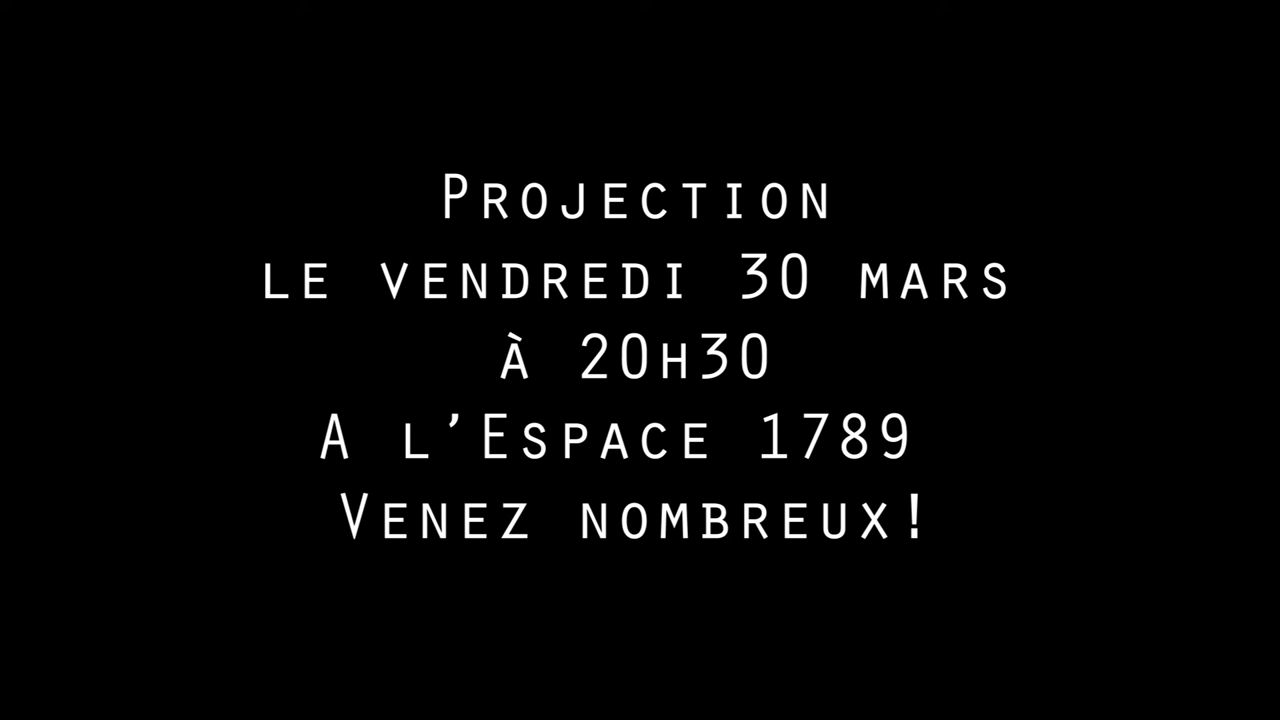 Projection
le vendredi 30 mars
à 20h30
A l’Espace 1789
Venez nombreux!